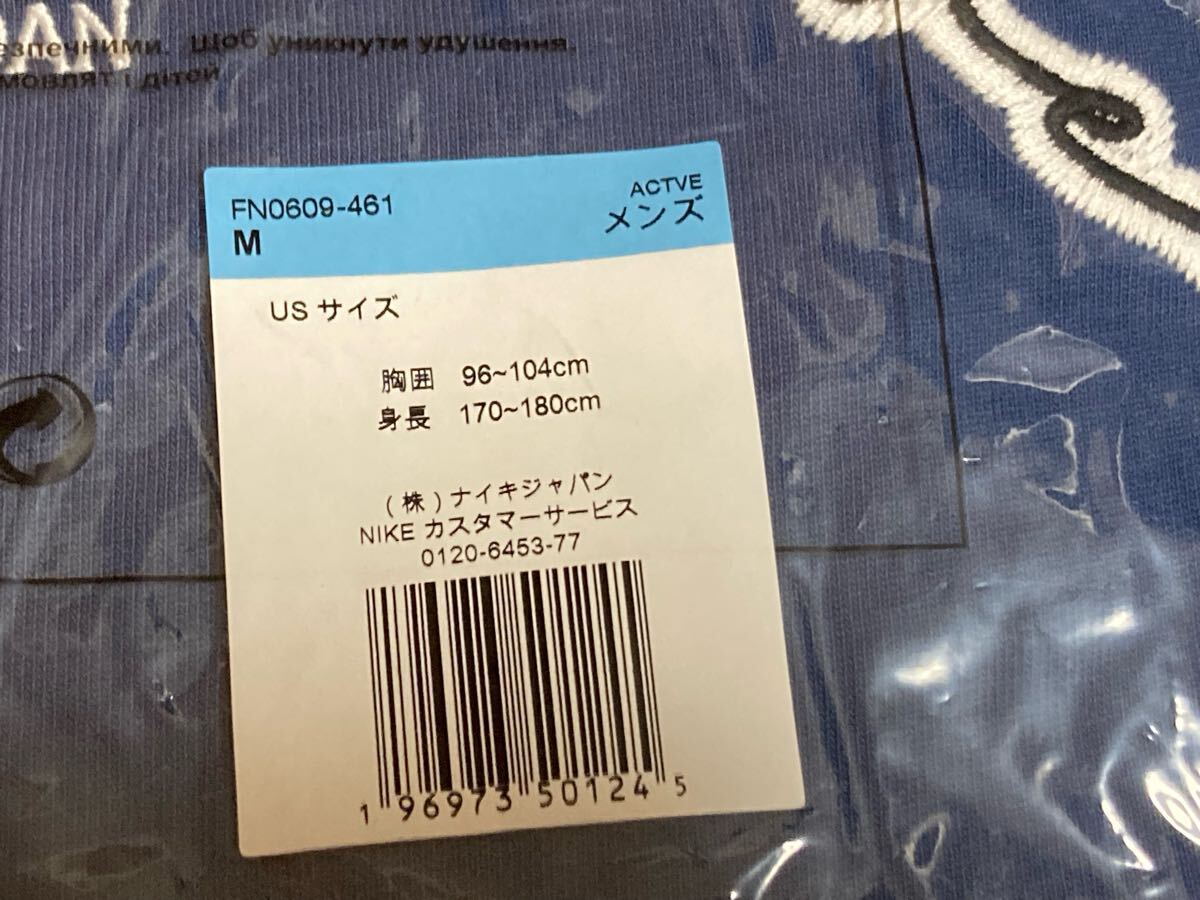 AN
езпечними. Щоб уникнути удушення.
мовлят і дітей
FN0609-461
M
ACTVE
メンズ
US サイズ
胸囲 96~104cm
身長 170~180cm
(株)ナイキジャパン
NIKE カスタマーサービス
0120-6453-77
1 96973 50124 5